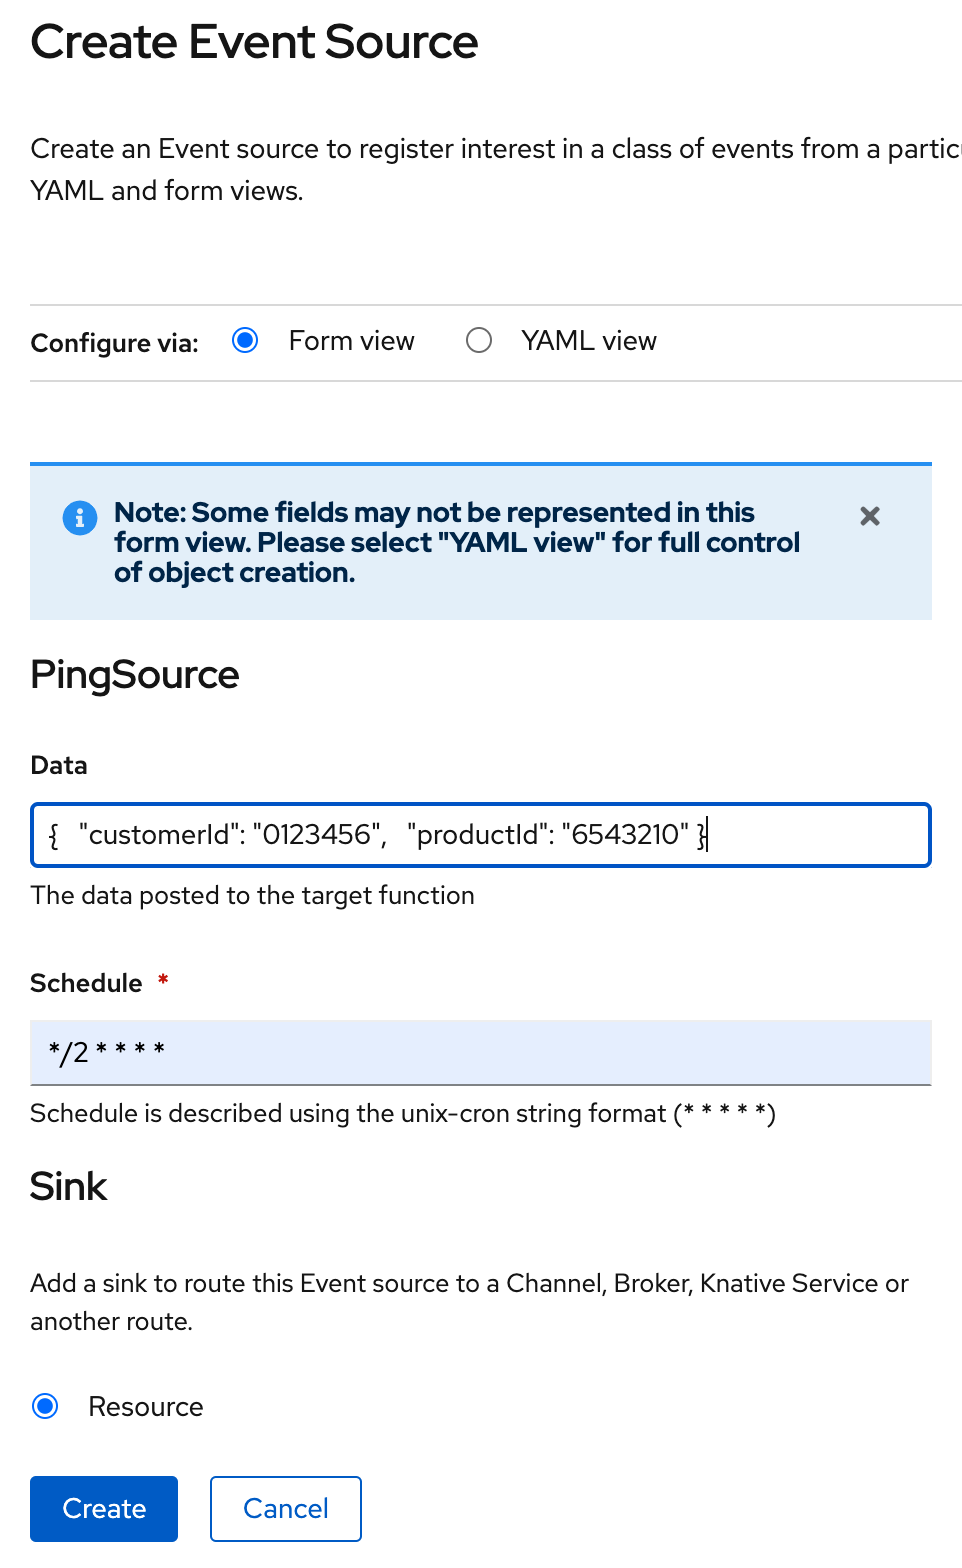 Create Event Source
Create an Event source to register interest in a class of events from a
YAML and form views.
Configure via: Form view YAML view
Note: Some fields may not be represented in this
form view. Please select "YAML view" for full control
of object creation.
PingSource
Data
{   "customerId": "0123456",   "productId": "6543210" }
The data posted to the target function
Schedule *
*/2 * * * *
Schedule is described using the unix-cron string format (* * * * *)
Sink
Add a sink to route this Event source to a Channel, Broker, Knative Service or
another route.
Resource
Create Cancel